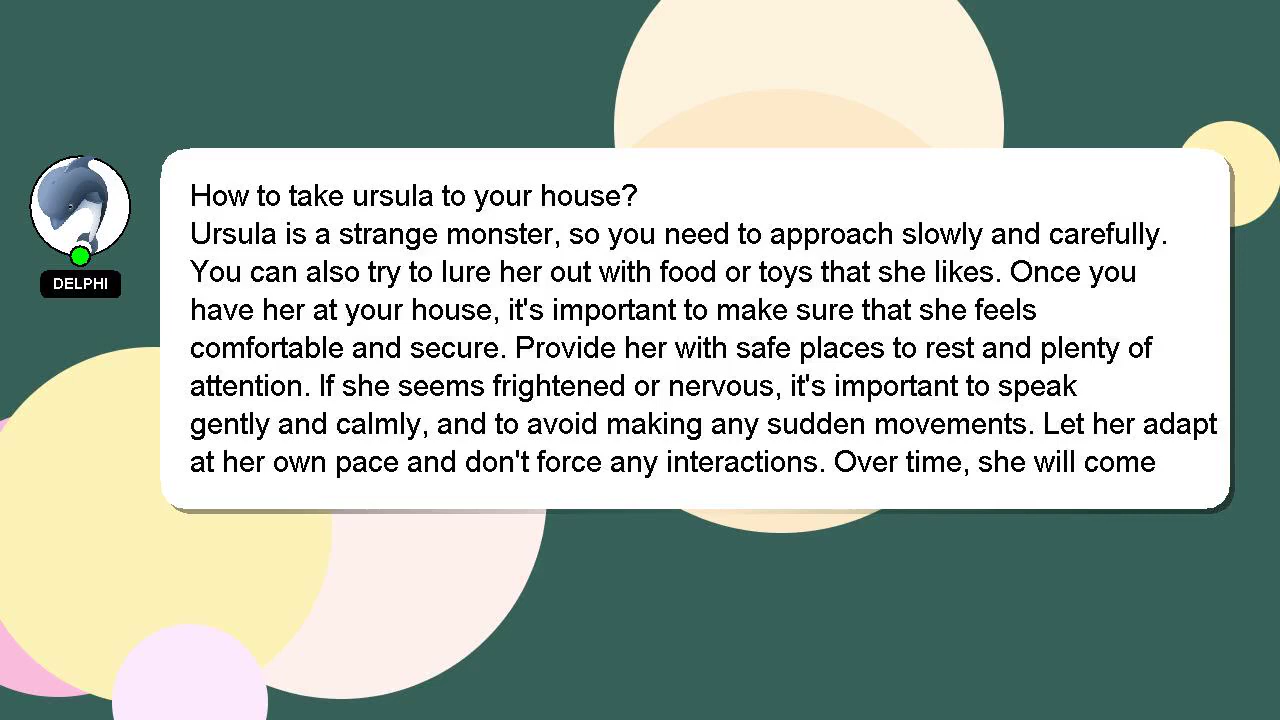 How to take ursula to your house?
Ursula is a strange monster, so you need to approach slowly and carefully.
You can also try to lure her out with food or toys that she likes. Once you
have her at your house, it's important to make sure that she feels
comfortable and secure. Provide her with safe places to rest and plenty of
attention. If she seems frightened or nervous, it's important to speak
gently and calmly, and to avoid making any sudden movements. Let her adapt
at her own pace and don't force any interactions. Over time, she will come
DELPHI